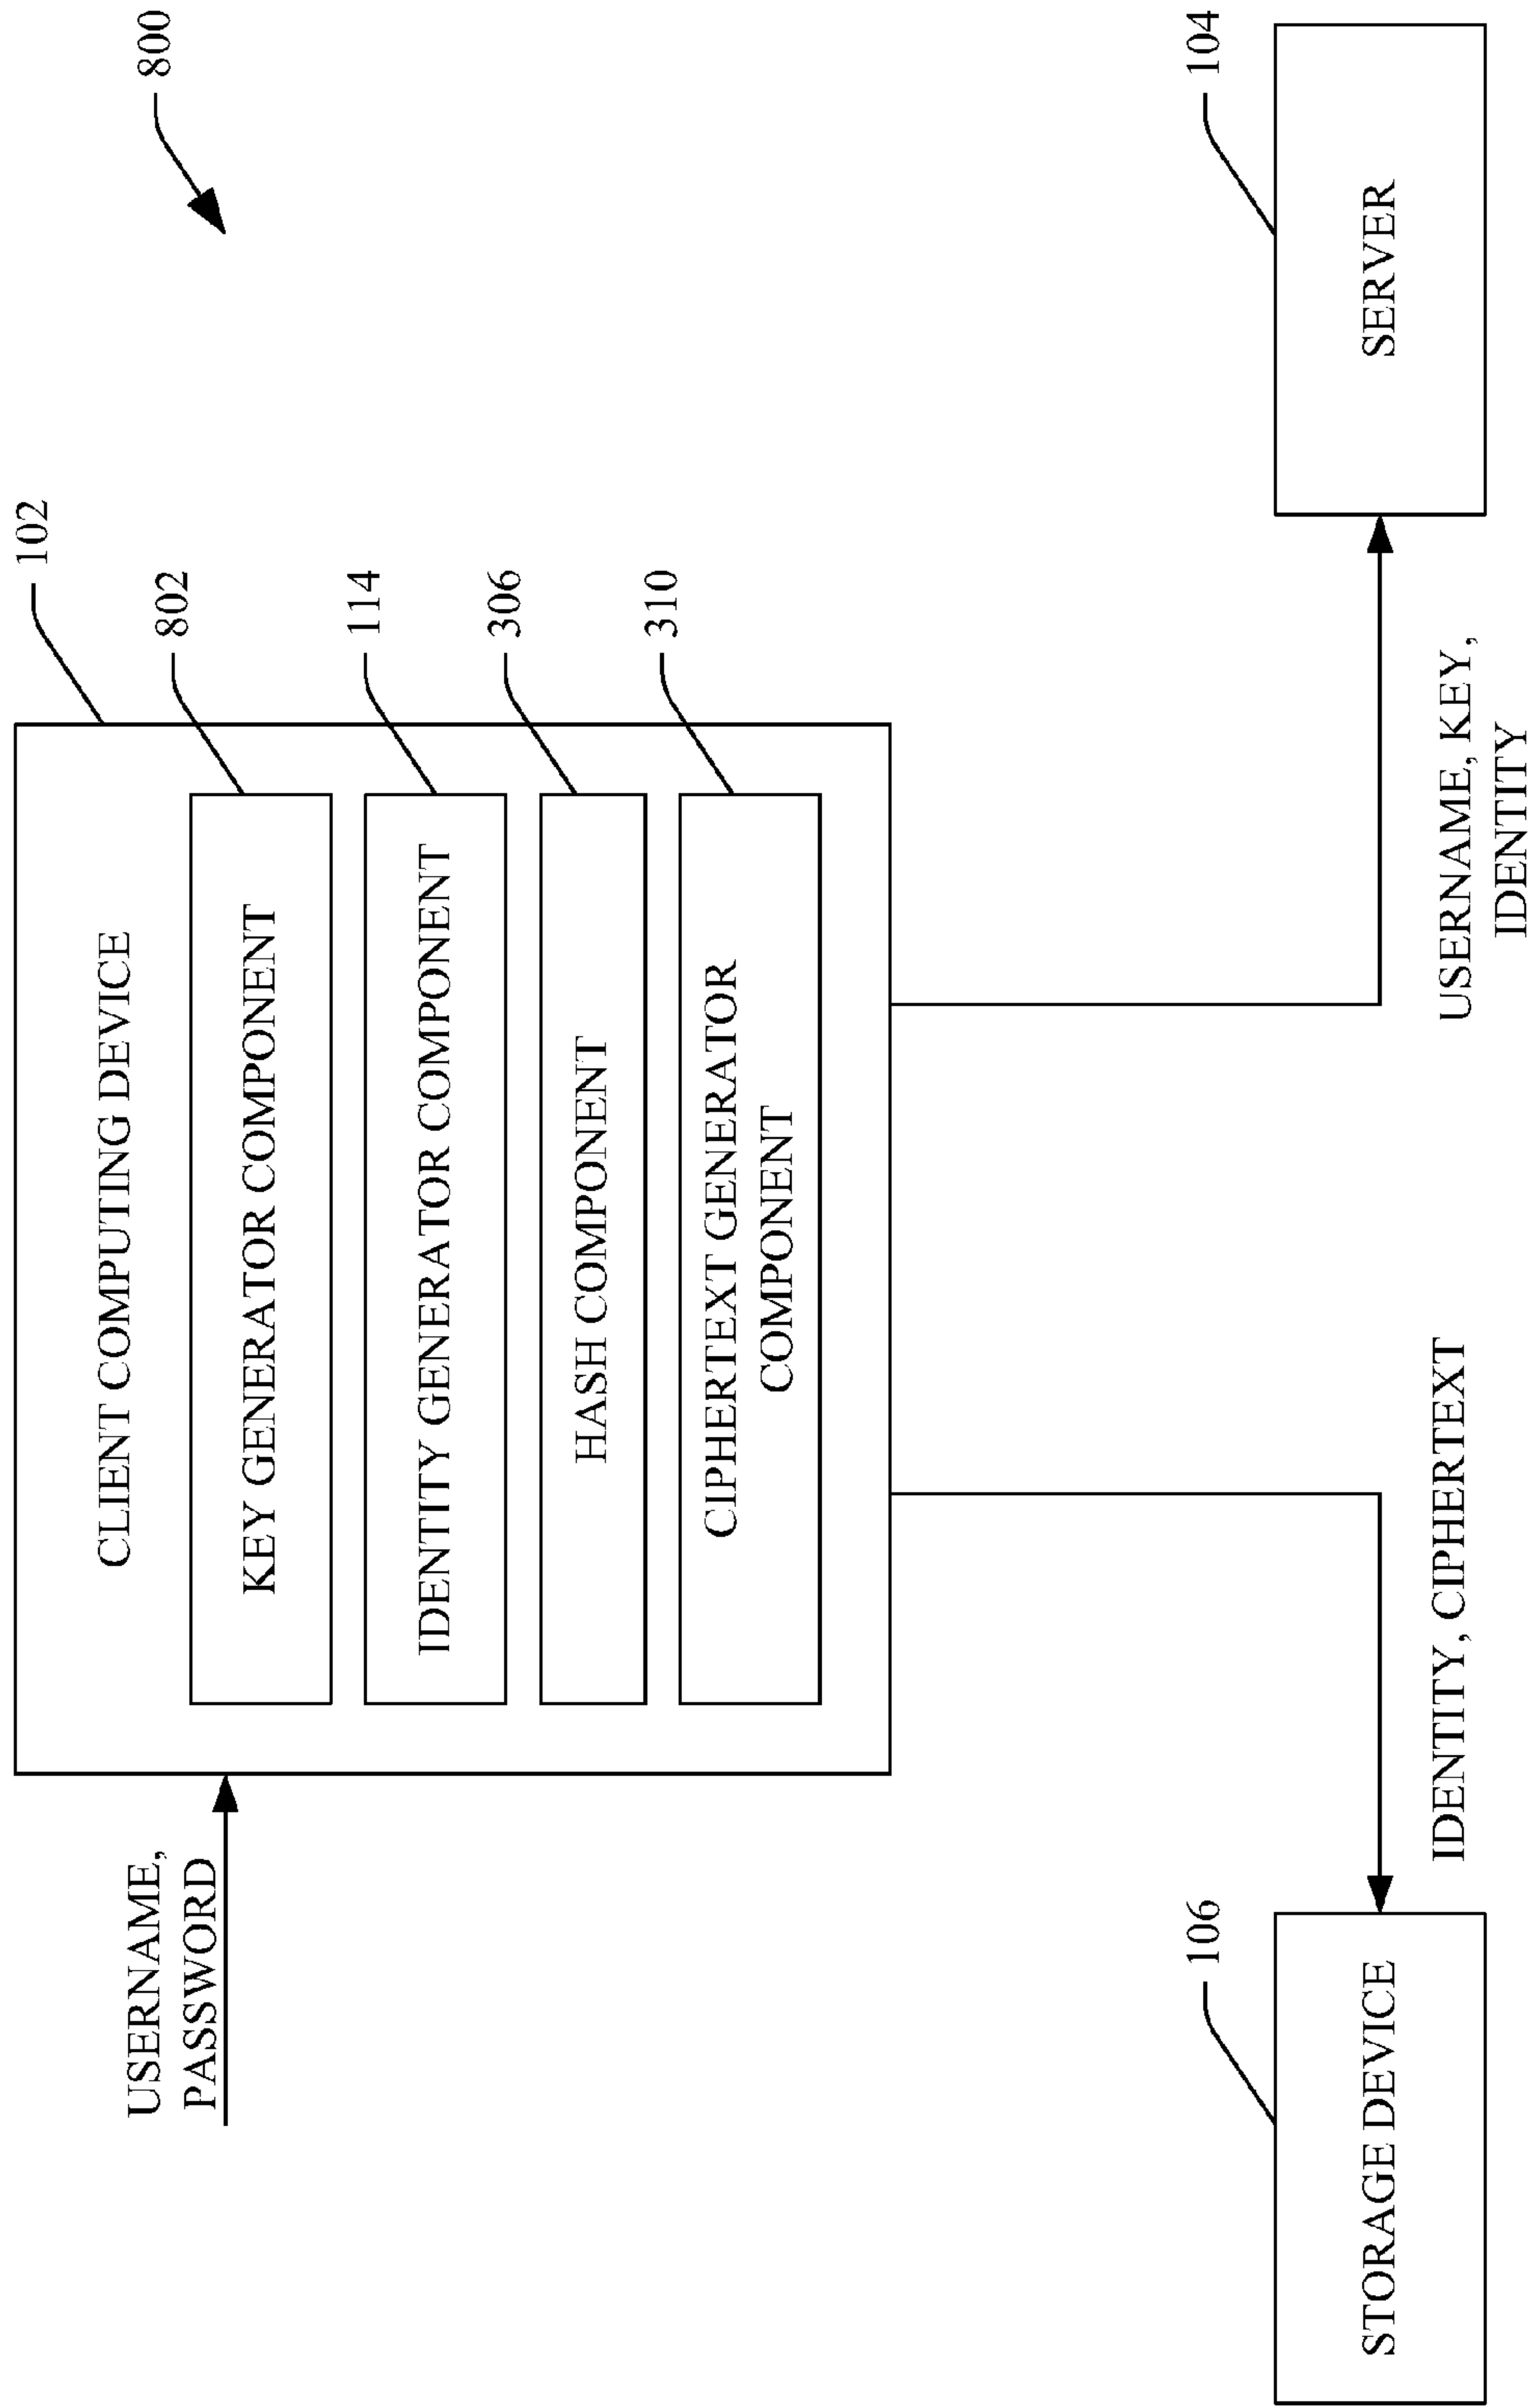 800
102
USERNAME,
PASSWORD
CLIENT COMPUTING DEVICE
802
KEY GENERATOR COMPONENT
114
IDENTITY GENERATOR COMPONENT
306
HASH COMPONENT
310
CIPHERTEXT GENERATOR
COMPONENT
106
STORAGE DEVICE
104
SERVER
IDENTITY, CIPHERTEXT
USERNAME, KEY,
IDENTITY